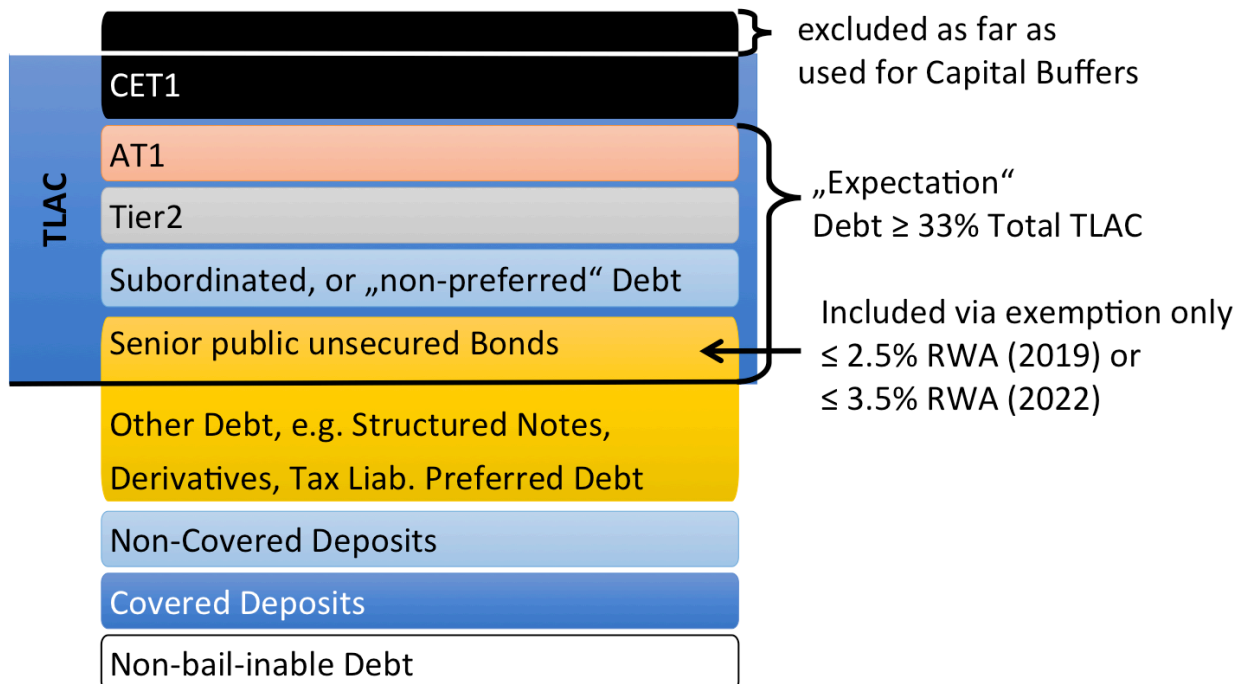 excluded as far as
used for Capital Buffers
CET1
TLAC
AT1
Tier2
Subordinated, or „non-preferred“ Debt
Senior public unsecured Bonds
„Expectation“
Debt ≥ 33% Total TLAC
Included via exemption only
≤ 2.5% RWA (2019) or
≤ 3.5% RWA (2022)
Other Debt, e.g. Structured Notes,
Derivatives, Tax Liab. Preferred Debt
Non-Covered Deposits
Covered Deposits
Non-bail-inable Debt